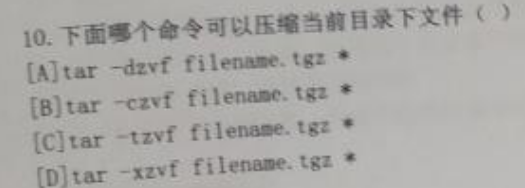 10. 下面哪个命令可以压缩当前目录下文件（ ）
[A]tar -dzvf filename.tgz *
[B]tar -czvf filename.tgz *
[C]tar -tzvf filename.tgz *
[D]tar -xzvf filename.tgz *